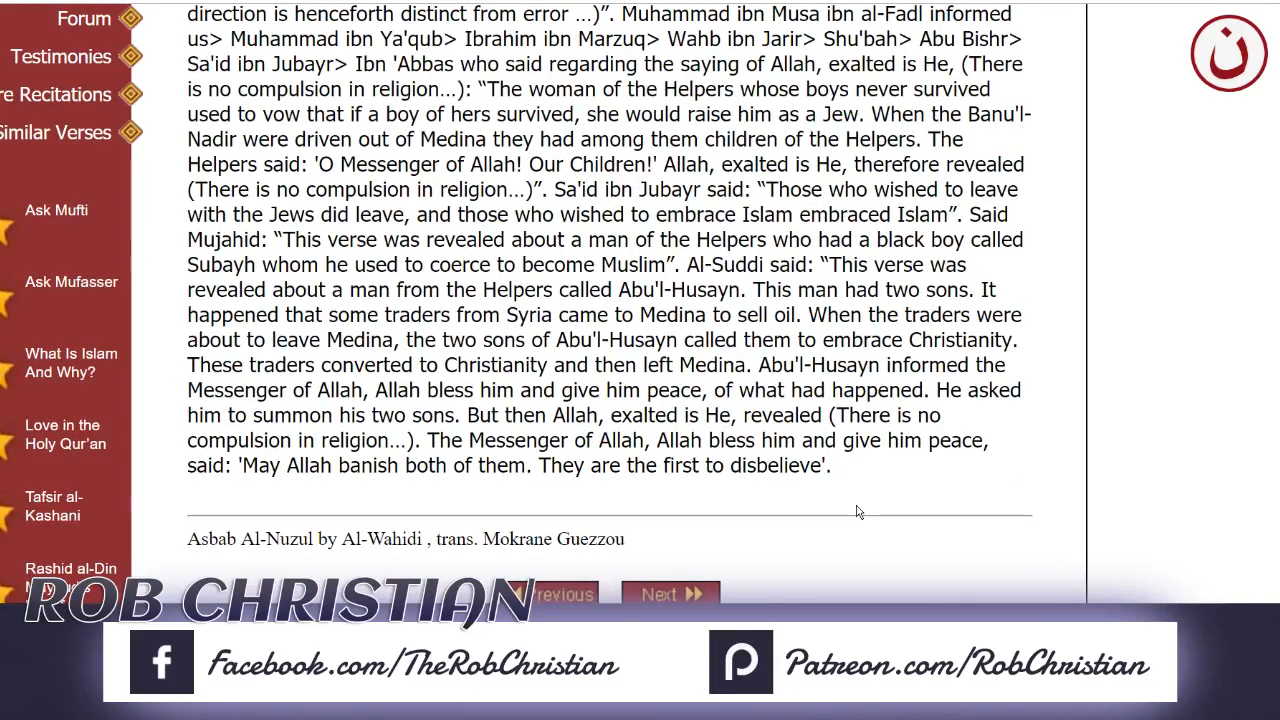 Forum
Testimonies
re Recitations
Similar Verses
Ask Mufti
Ask Mufasser
What Is Islam
And Why?
Love in the
Holy Qur'an
Tafsir al-
Kashani
Rashid al-Din
direction is henceforth distinct from error …)”. Muhammad ibn Musa ibn al-Fadl informed
us> Muhammad ibn Ya'qub> Ibrahim ibn Marzuq> Wahb ibn Jarir> Shu'bah> Abu Bishr>
Sa'id ibn Jubayr> Ibn 'Abbas who said regarding the saying of Allah, exalted is He, (There
is no compulsion in religion…): “The woman of the Helpers whose boys never survived
used to vow that if a boy of hers survived, she would raise him as a Jew. When the Banu'l-
Nadir were driven out of Medina they had among them children of the Helpers. The
Helpers said: 'O Messenger of Allah! Our Children!' Allah, exalted is He, therefore revealed
(There is no compulsion in religion…)”. Sa'id ibn Jubayr said: “Those who wished to leave
with the Jews did leave, and those who wished to embrace Islam embraced Islam”. Said
Mujahid: “This verse was revealed about a man of the Helpers who had a black boy called
Subayh whom he used to coerce to become Muslim”. Al-Suddi said: “This verse was
revealed about a man from the Helpers called Abu'l-Husayn. This man had two sons. It
happened that some traders from Syria came to Medina to sell oil. When the traders were
about to leave Medina, the two sons of Abu'l-Husayn called them to embrace Christianity.
These traders converted to Christianity and then left Medina. Abu'l-Husayn informed the
Messenger of Allah, Allah bless him and give him peace, of what had happened. He asked
him to summon his two sons. But then Allah, exalted is He, revealed (There is no
compulsion in religion…). The Messenger of Allah, Allah bless him and give him peace,
said: 'May Allah banish both of them. They are the first to disbelieve'.
Asbab Al-Nuzul by Al-Wahidi , trans. Mokrane Guezzou
Previous
Next
ن
ROB CHRISTIAN
f
Facebook.com/TheRobChristian
Patreon.com/RobChristian